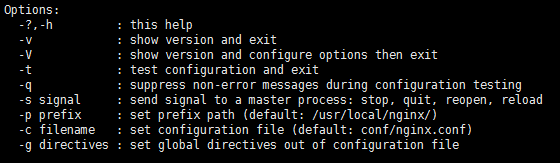 Options:
  -?,-h         : this help
  -v            : show version and exit
  -V            : show version and configure options then exit
  -t            : test configuration and exit
  -q            : suppress non-error messages during configuration testing
  -s signal     : send signal to a master process: stop, quit, reopen, reload
  -p prefix     : set prefix path (default: /usr/local/nginx/)
  -c filename   : set configuration file (default: conf/nginx.conf)
  -g directives : set global directives out of configuration file